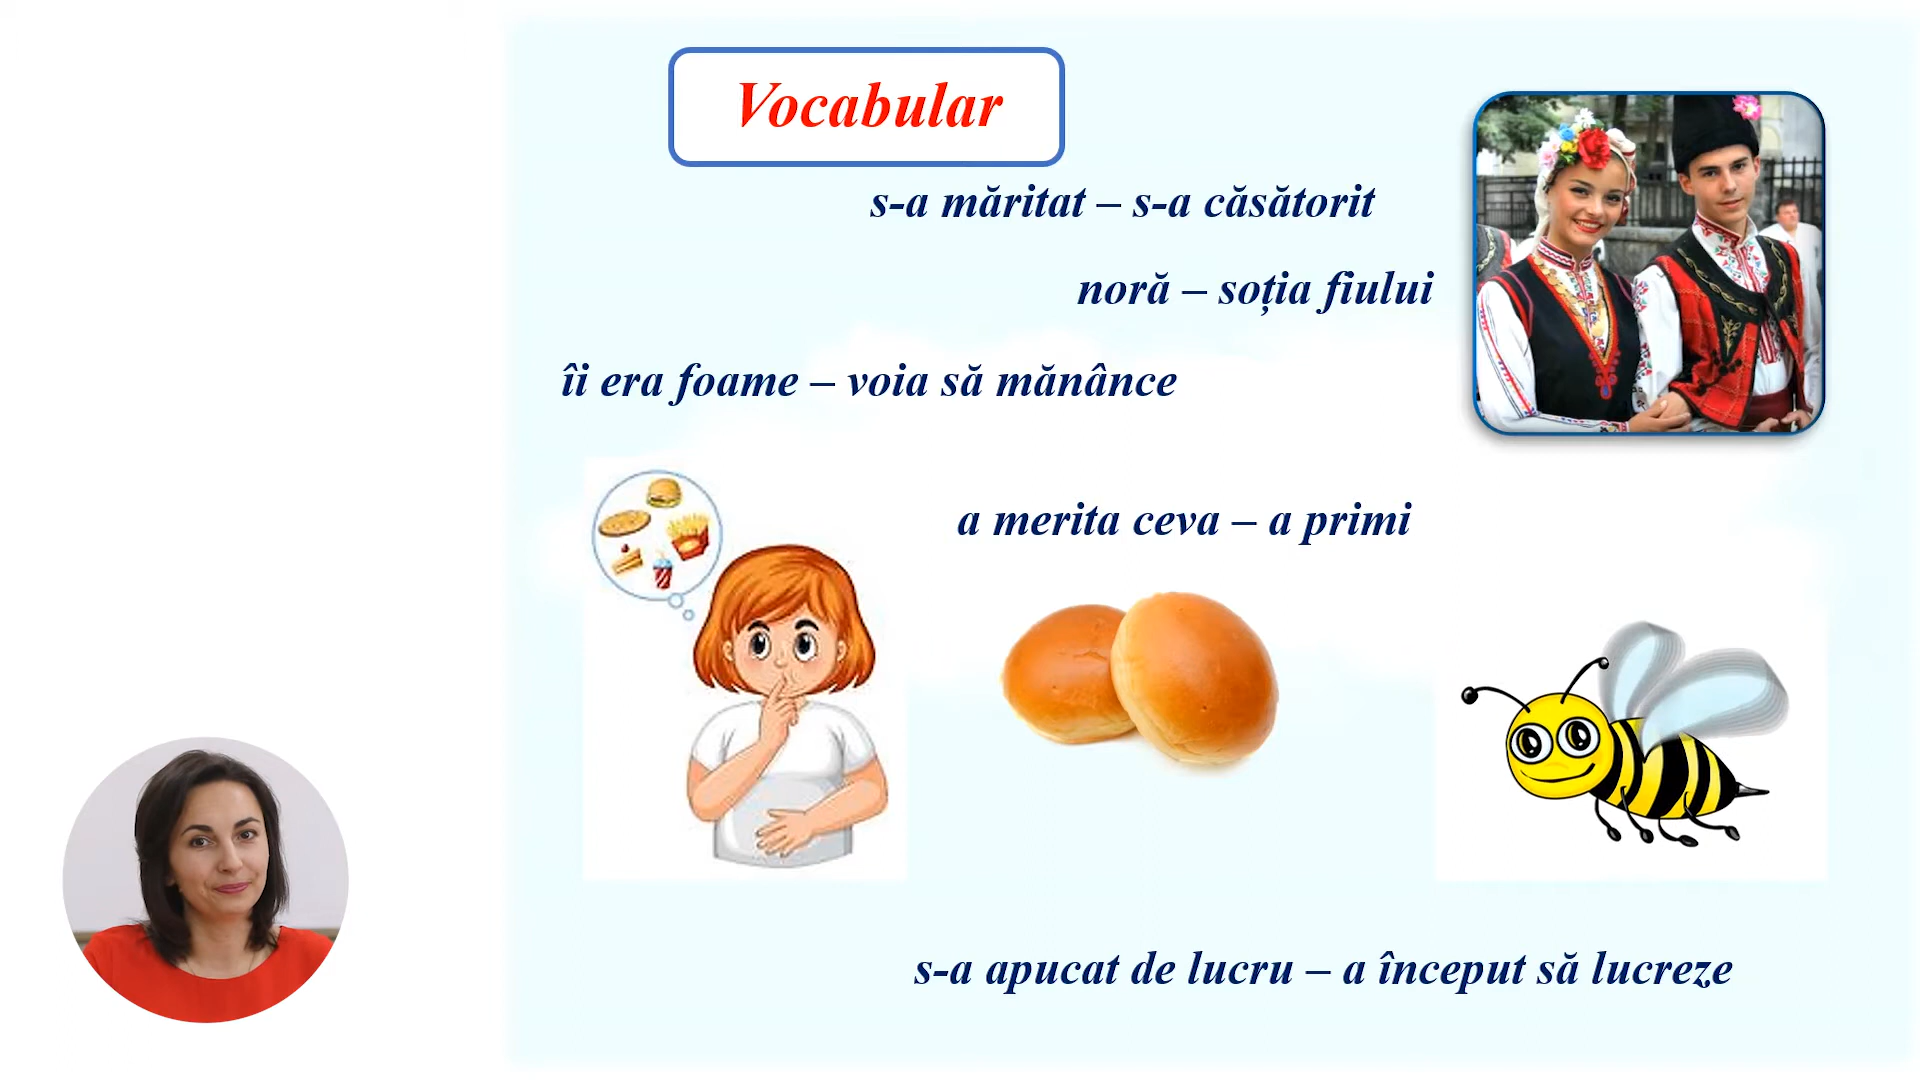 Vocabular
s-a măritat – s-a căsătorit
noră – soția fiului
îi era foame – voia să mănânce
a merita ceva – a primi
s-a apucat de lucru – a început să lucreze